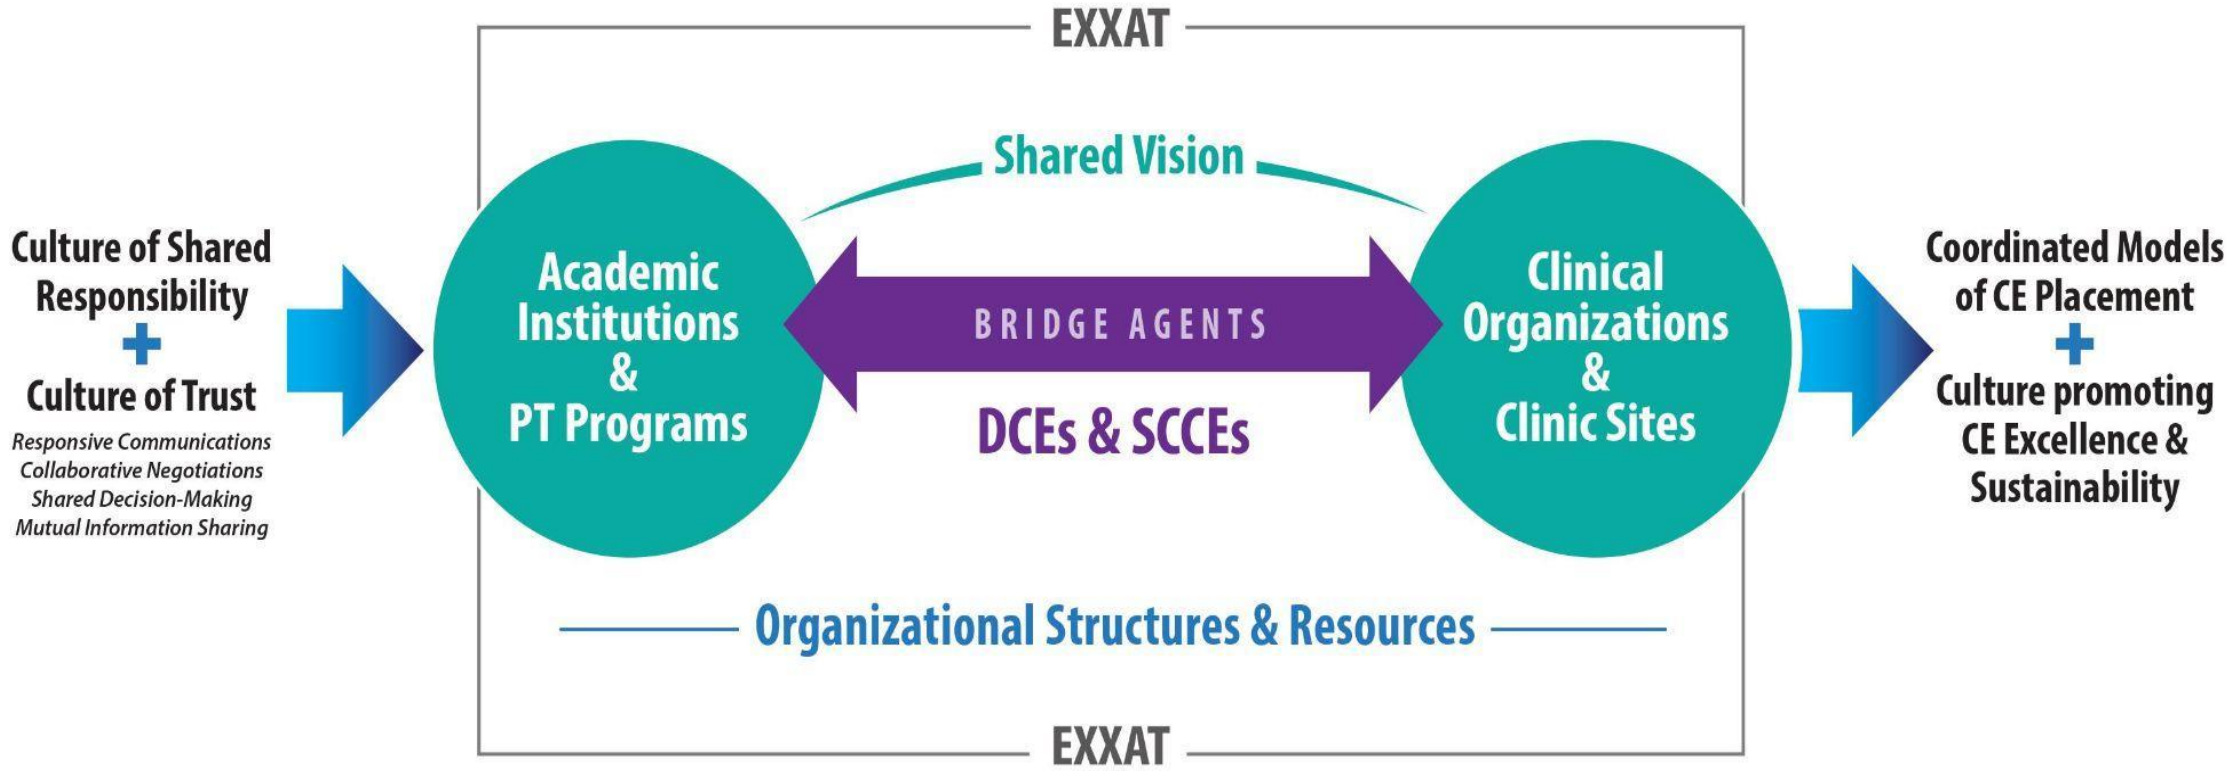 EXXAT
Shared Vision
Culture of Shared
Responsibility
+
Culture of Trust
Responsive Communications
Collaborative Negotiations
Shared Decision-Making
Mutual Information Sharing
Academic
Institutions
&
PT Programs
BRIDGE AGENTS
DCEs & SCCEs
Clinical
Organizations
&
Clinic Sites
Coordinated Models
of CE Placement
+
Culture promoting
CE Excellence &
Sustainability
Organizational Structures & Resources
EXXAT